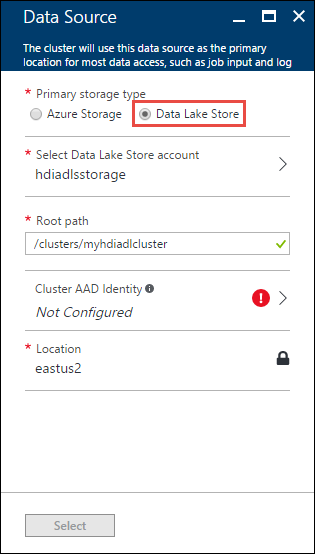 Data Source
The cluster will use this data source as the primary
location for most data access, such as job input and log
* Primary storage type
Azure Storage Data Lake Store
* Select Data Lake Store account
hdiadlsstorage
* Root path
/clusters/myhdiadlcluster
Cluster AAD Identity
Not Configured
* Location
eastus2
Select